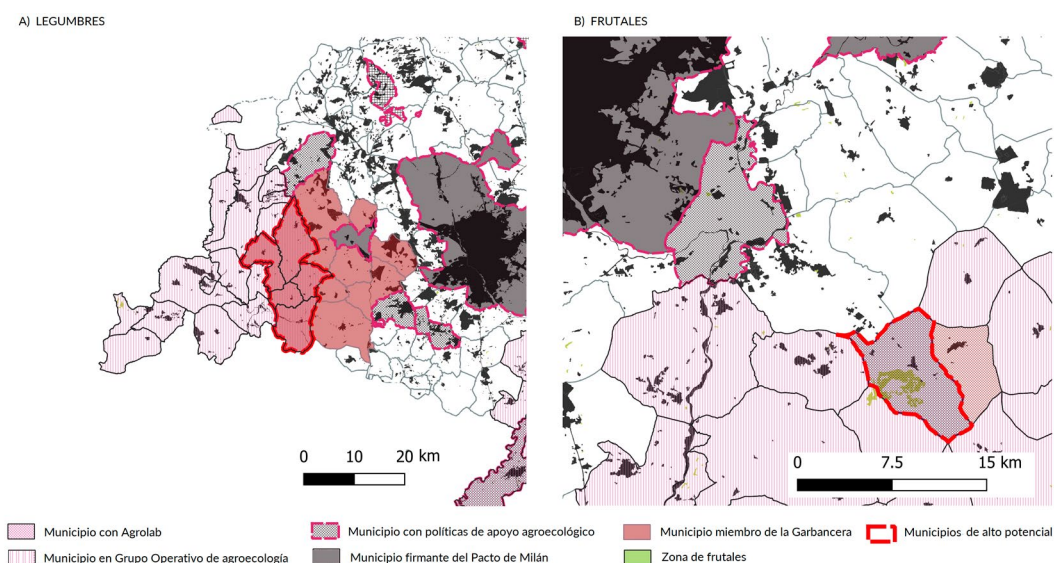 A) LEGUMBRES
B) FRUTALES
0 10 20 km
0 7.5 15 km
Municipio con Agrolab
Municipio con políticas de apoyo agroecológico
Municipio miembro de la Garbancera
Municipios de alto potencial
Municipio en Grupo Operativo de agroecología
Municipio firmante del Pacto de Milán
Zona de frutales